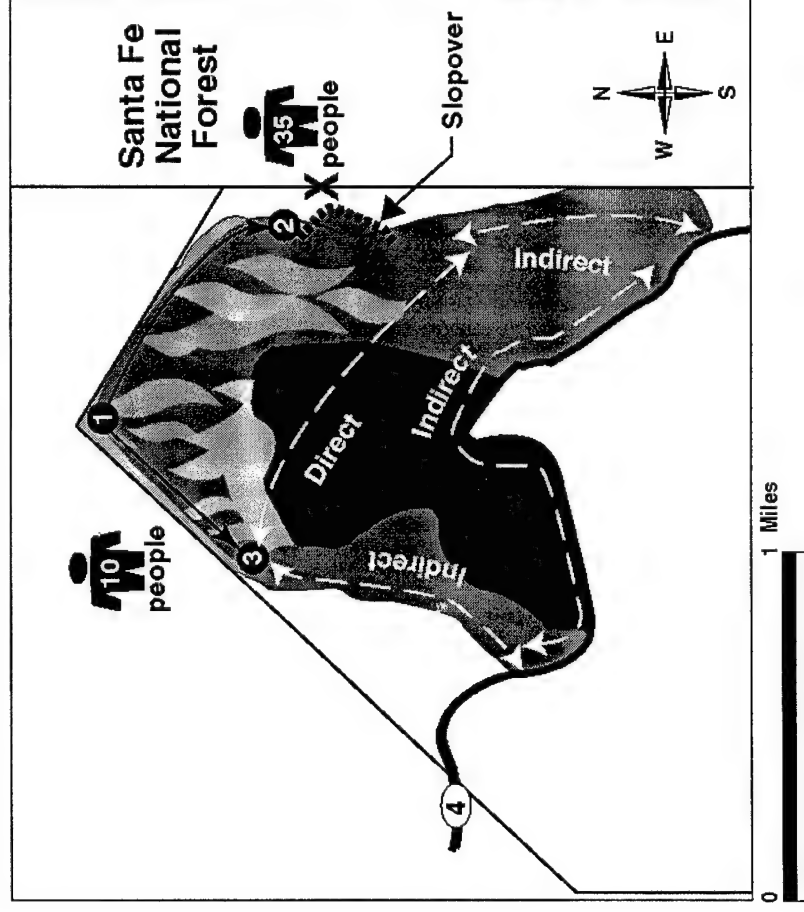 Santa Fe
National
Forest
35
people
X
Slopover
N
W
E
S
1
10
people
2
3
Direct
Indirect
Indirect
Indirect
4
0
1 Miles